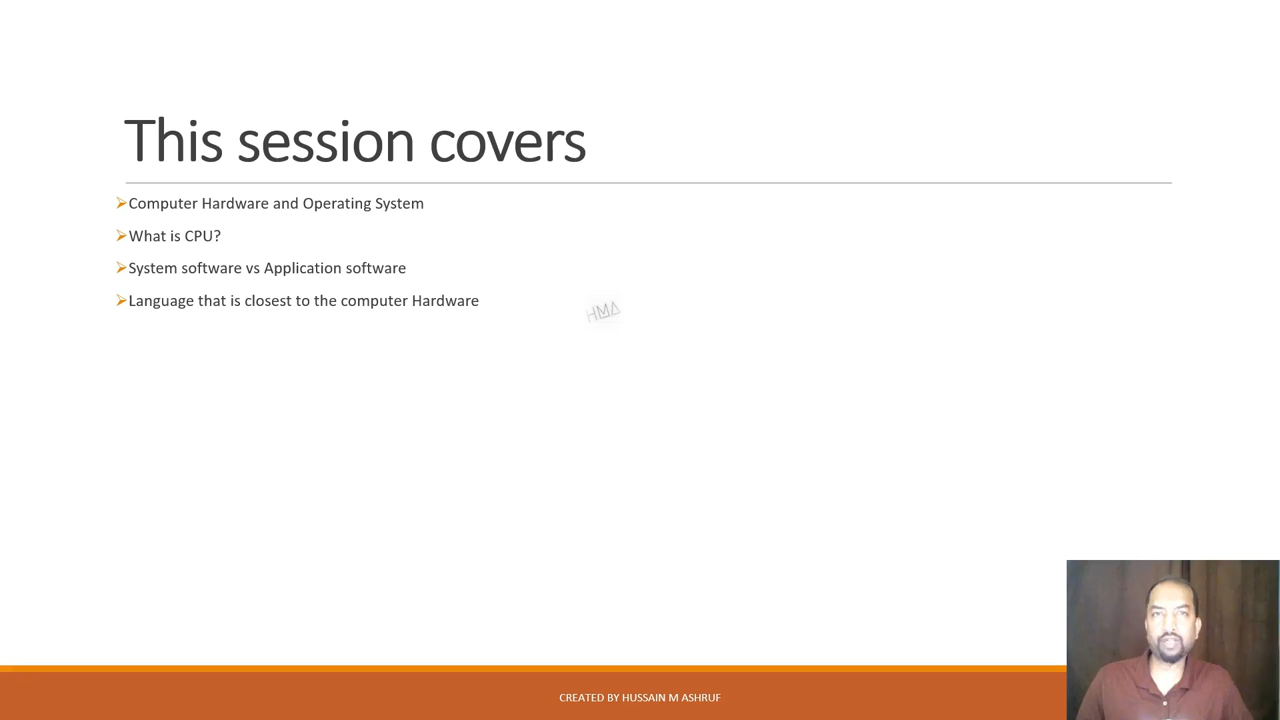 This session covers
Computer Hardware and Operating System
What is CPU?
System software vs Application software
Language that is closest to the computer Hardware
HMA
CREATED BY HUSSAIN M ASHRUF